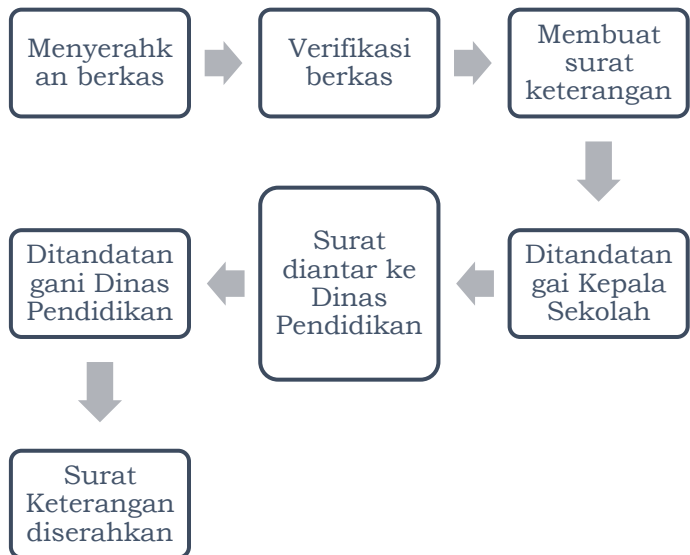 Menyerahk
an berkas
Verifikasi
berkas
Membuat
surat
keterangan
Ditandatan
gai Kepala
Sekolah
Surat
diantar ke
Dinas
Pendidikan
Ditandatan
gani Dinas
Pendidikan
Surat
Keterangan
diserahkan